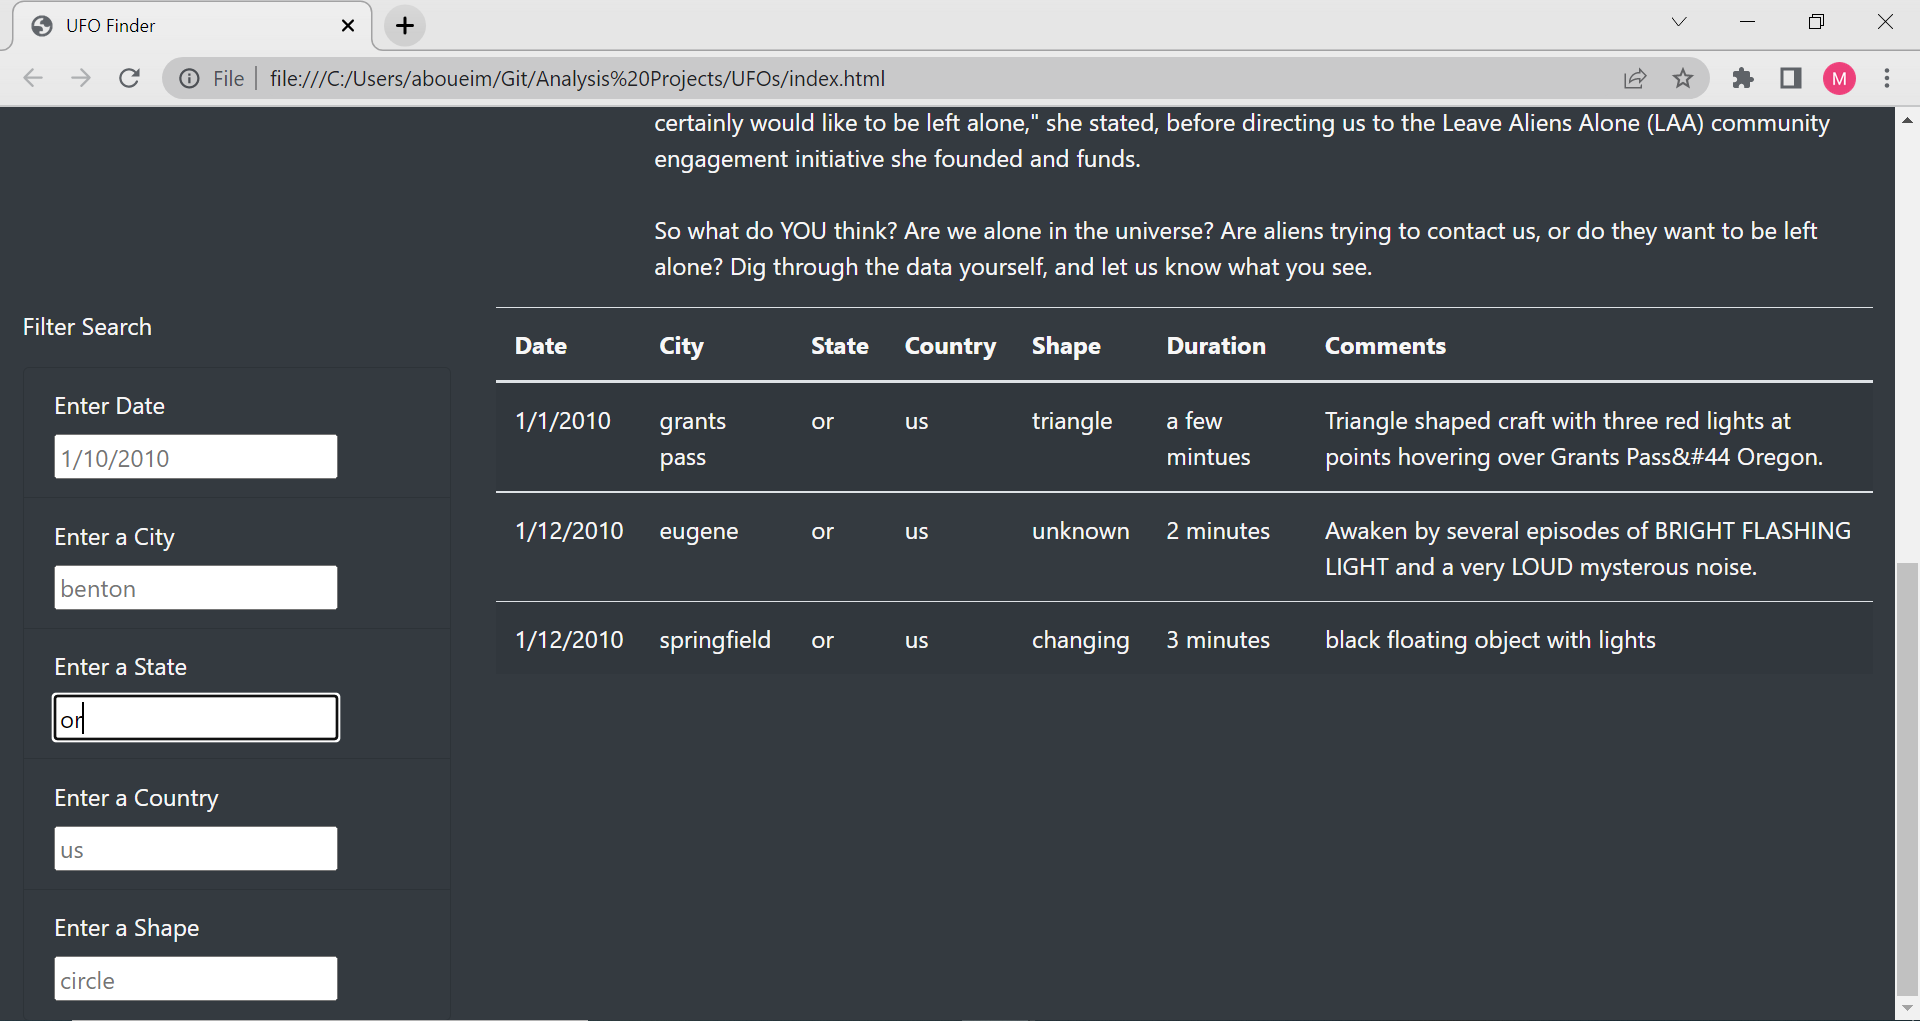 UFO Finder
File
file:///C:/Users/aboueim/Git/Analysis%20Projects/UFOs/index.html
M
certainly would like to be left alone," she stated, before directing us to the Leave Aliens Alone (LAA) community
engagement initiative she founded and funds.
So what do YOU think? Are we alone in the universe? Are aliens trying to contact us, or do they want to be left
alone? Dig through the data yourself, and let us know what you see.
Filter Search
Enter Date
1/10/2010
Enter a City
benton
Enter a State
or
Enter a Country
us
Enter a Shape
circle
Date City State Country Shape Duration Comments
1/1/2010 grants or us triangle a few Triangle shaped craft with three red lights at
pass mintues points hovering over Grants Pass&#44 Oregon.
1/12/2010 eugene or us unknown 2 minutes Awaken by several episodes of BRIGHT FLASHING
LIGHT and a very LOUD mysterous noise.
1/12/2010 springfield or us changing 3 minutes black floating object with lights